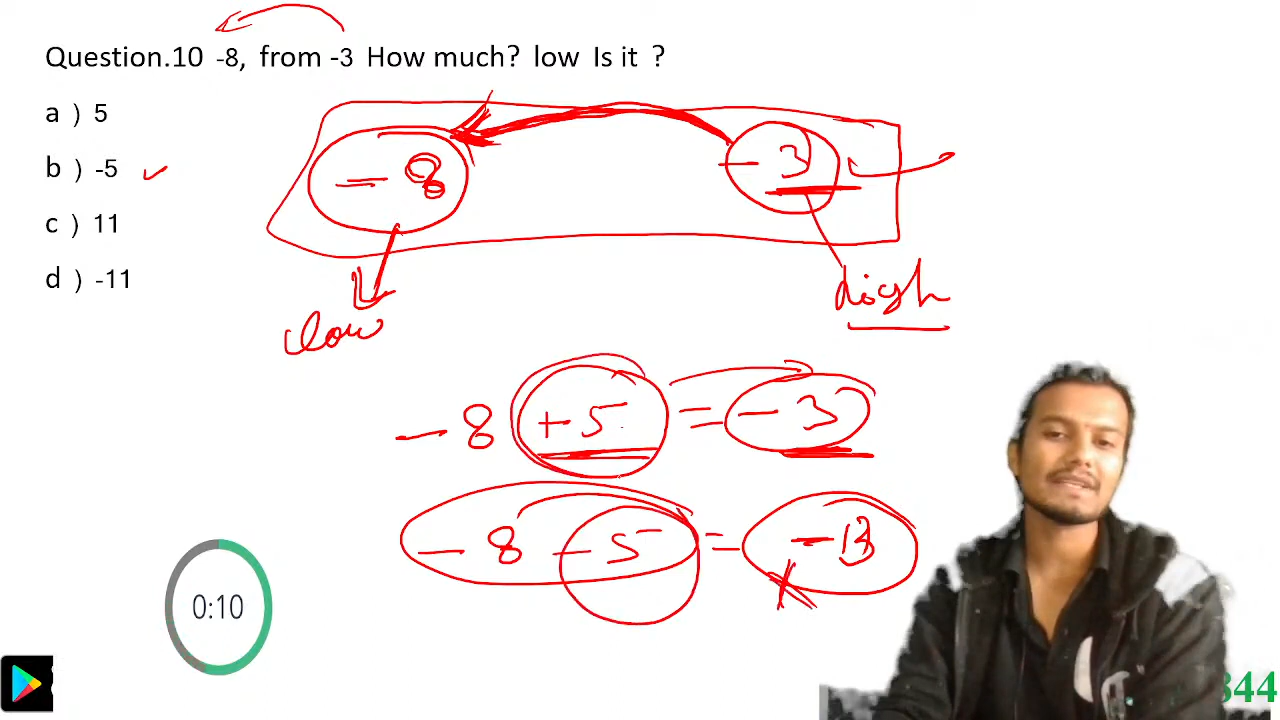 Question.10 -8, from -3 How much? low Is it ?
a ) 5
b ) -5
c ) 11
d ) -11
- 8
- 3
low
high
- 8 + 5 = - 3
- 8 - 5 = - 13
0:10
344